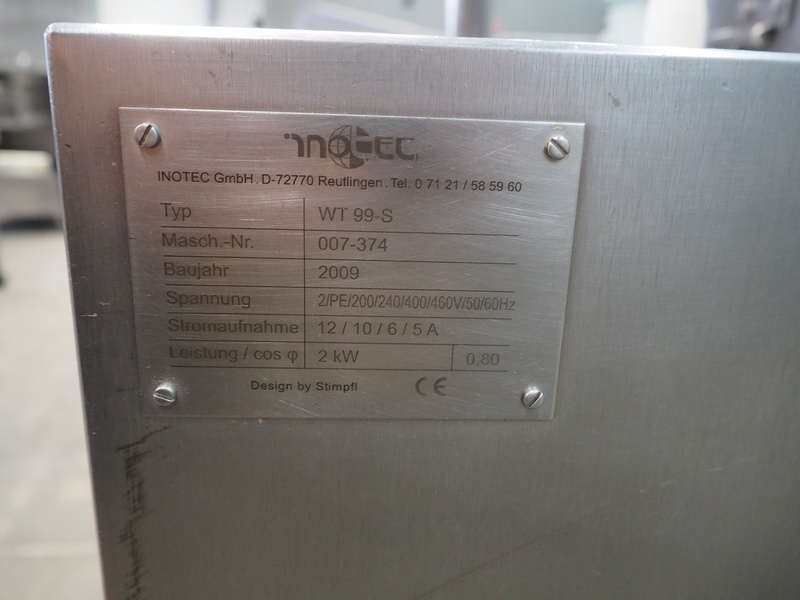 INOTEC
INOTEC GmbH . D-72770 Reutlingen . Tel. 0 71 21 / 58 59 60
Typ WT 99-S
Masch.-Nr. 007-374
Baujahr 2009
Spannung 2/PE/200/240/400/460V/50/60Hz
Stromaufnahme 12 / 10 / 6 / 5 A
Leistung / cos φ 2 kW 0,80
Design by Stimpfl CE